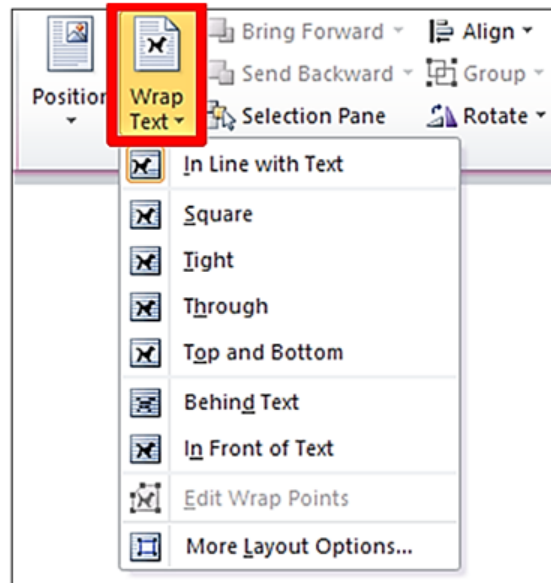 Position
Wrap
Text
Bring Forward
Send Backward
Selection Pane
Align
Group
Rotate
In Line with Text
Square
Tight
Through
Top and Bottom
Behind Text
In Front of Text
Edit Wrap Points
More Layout Options...